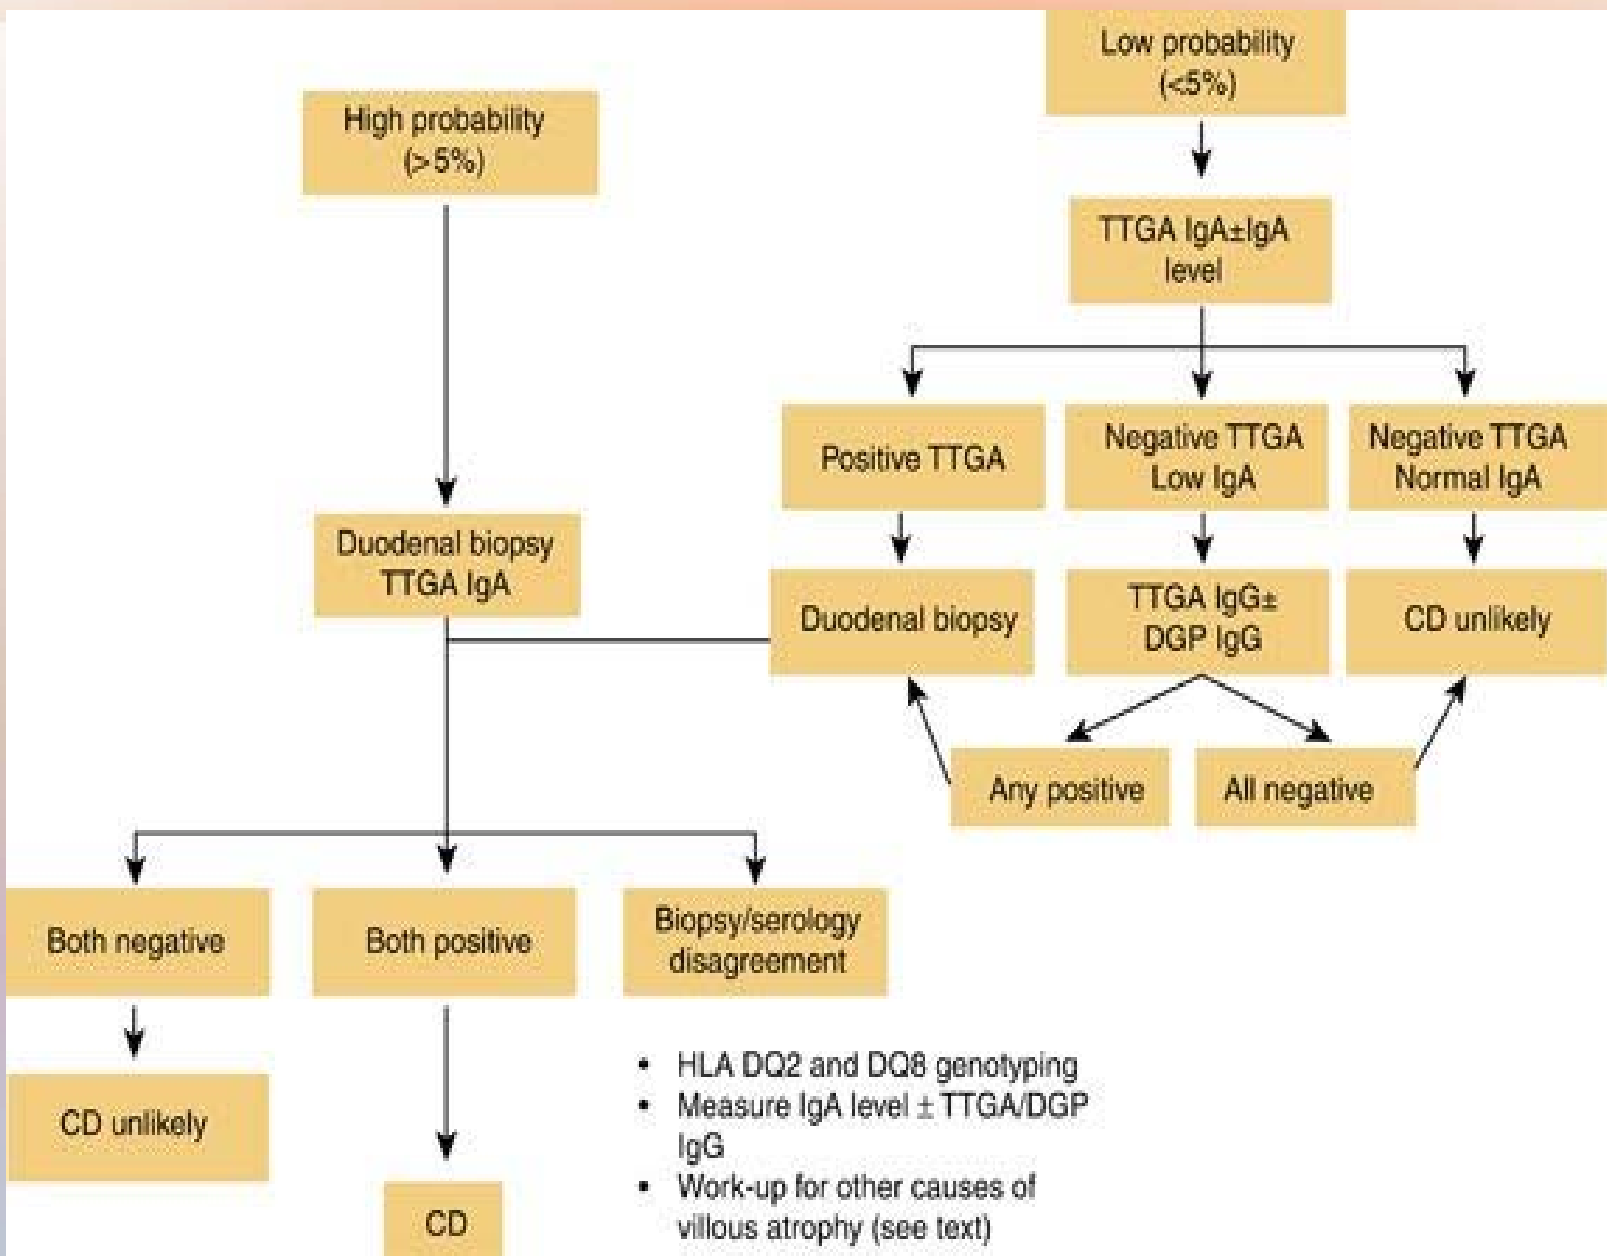 Low probability
(<5%)
High probability
(>5%)
TTGA IgA±IgA
level
Positive TTGA
Negative TTGA
Low IgA
Negative TTGA
Normal IgA
Duodenal biopsy
TTGA IgA
Duodenal biopsy
TTGA IgG±
DGP IgG
CD unlikely
Any positive
All negative
Both negative
Both positive
Biopsy/serology
disagreement
CD unlikely
CD
• HLA DQ2 and DQ8 genotyping
• Measure IgA level ± TTGA/DGP
IgG
• Work-up for other causes of
villous atrophy (see text)